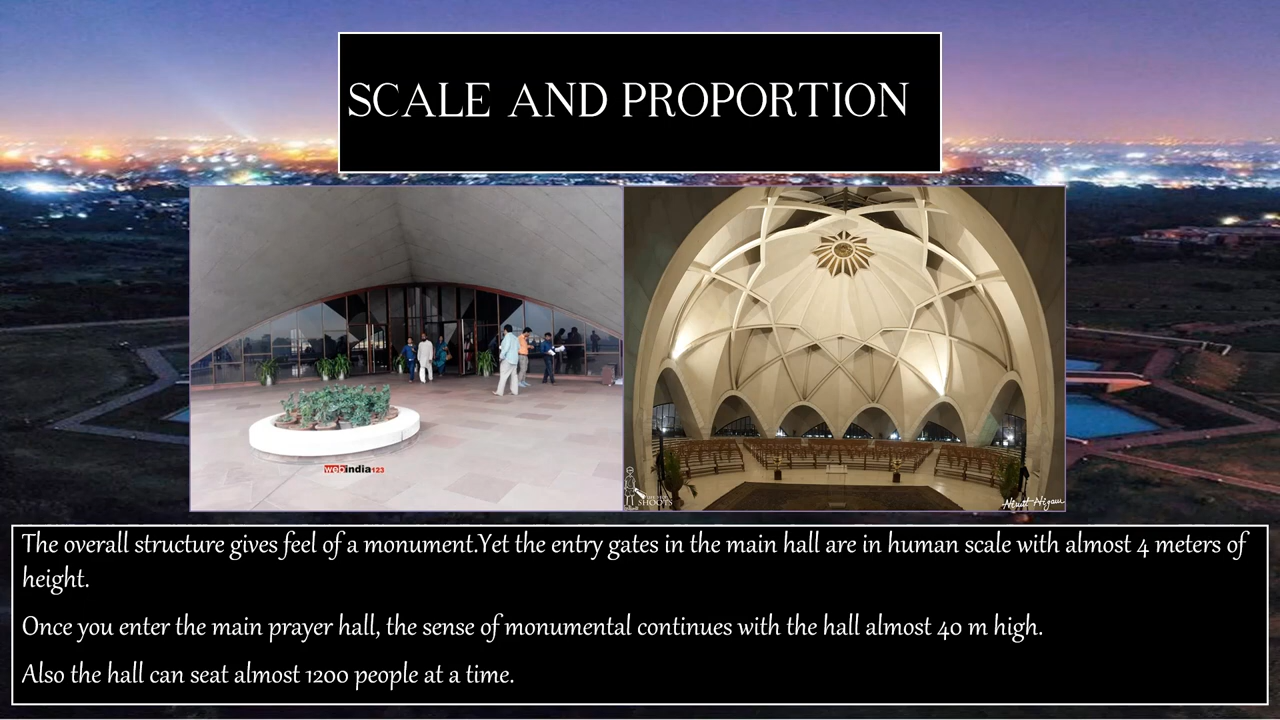 SCALE AND PROPORTION
webindia123
SHOOTS
Nimit Nigam
The overall structure gives feel of a monument.Yet the entry gates in the main hall are in human scale with almost 4 meters of
height.
Once you enter the main prayer hall, the sense of monumental continues with the hall almost 40 m high.
Also the hall can seat almost 1200 people at a time.